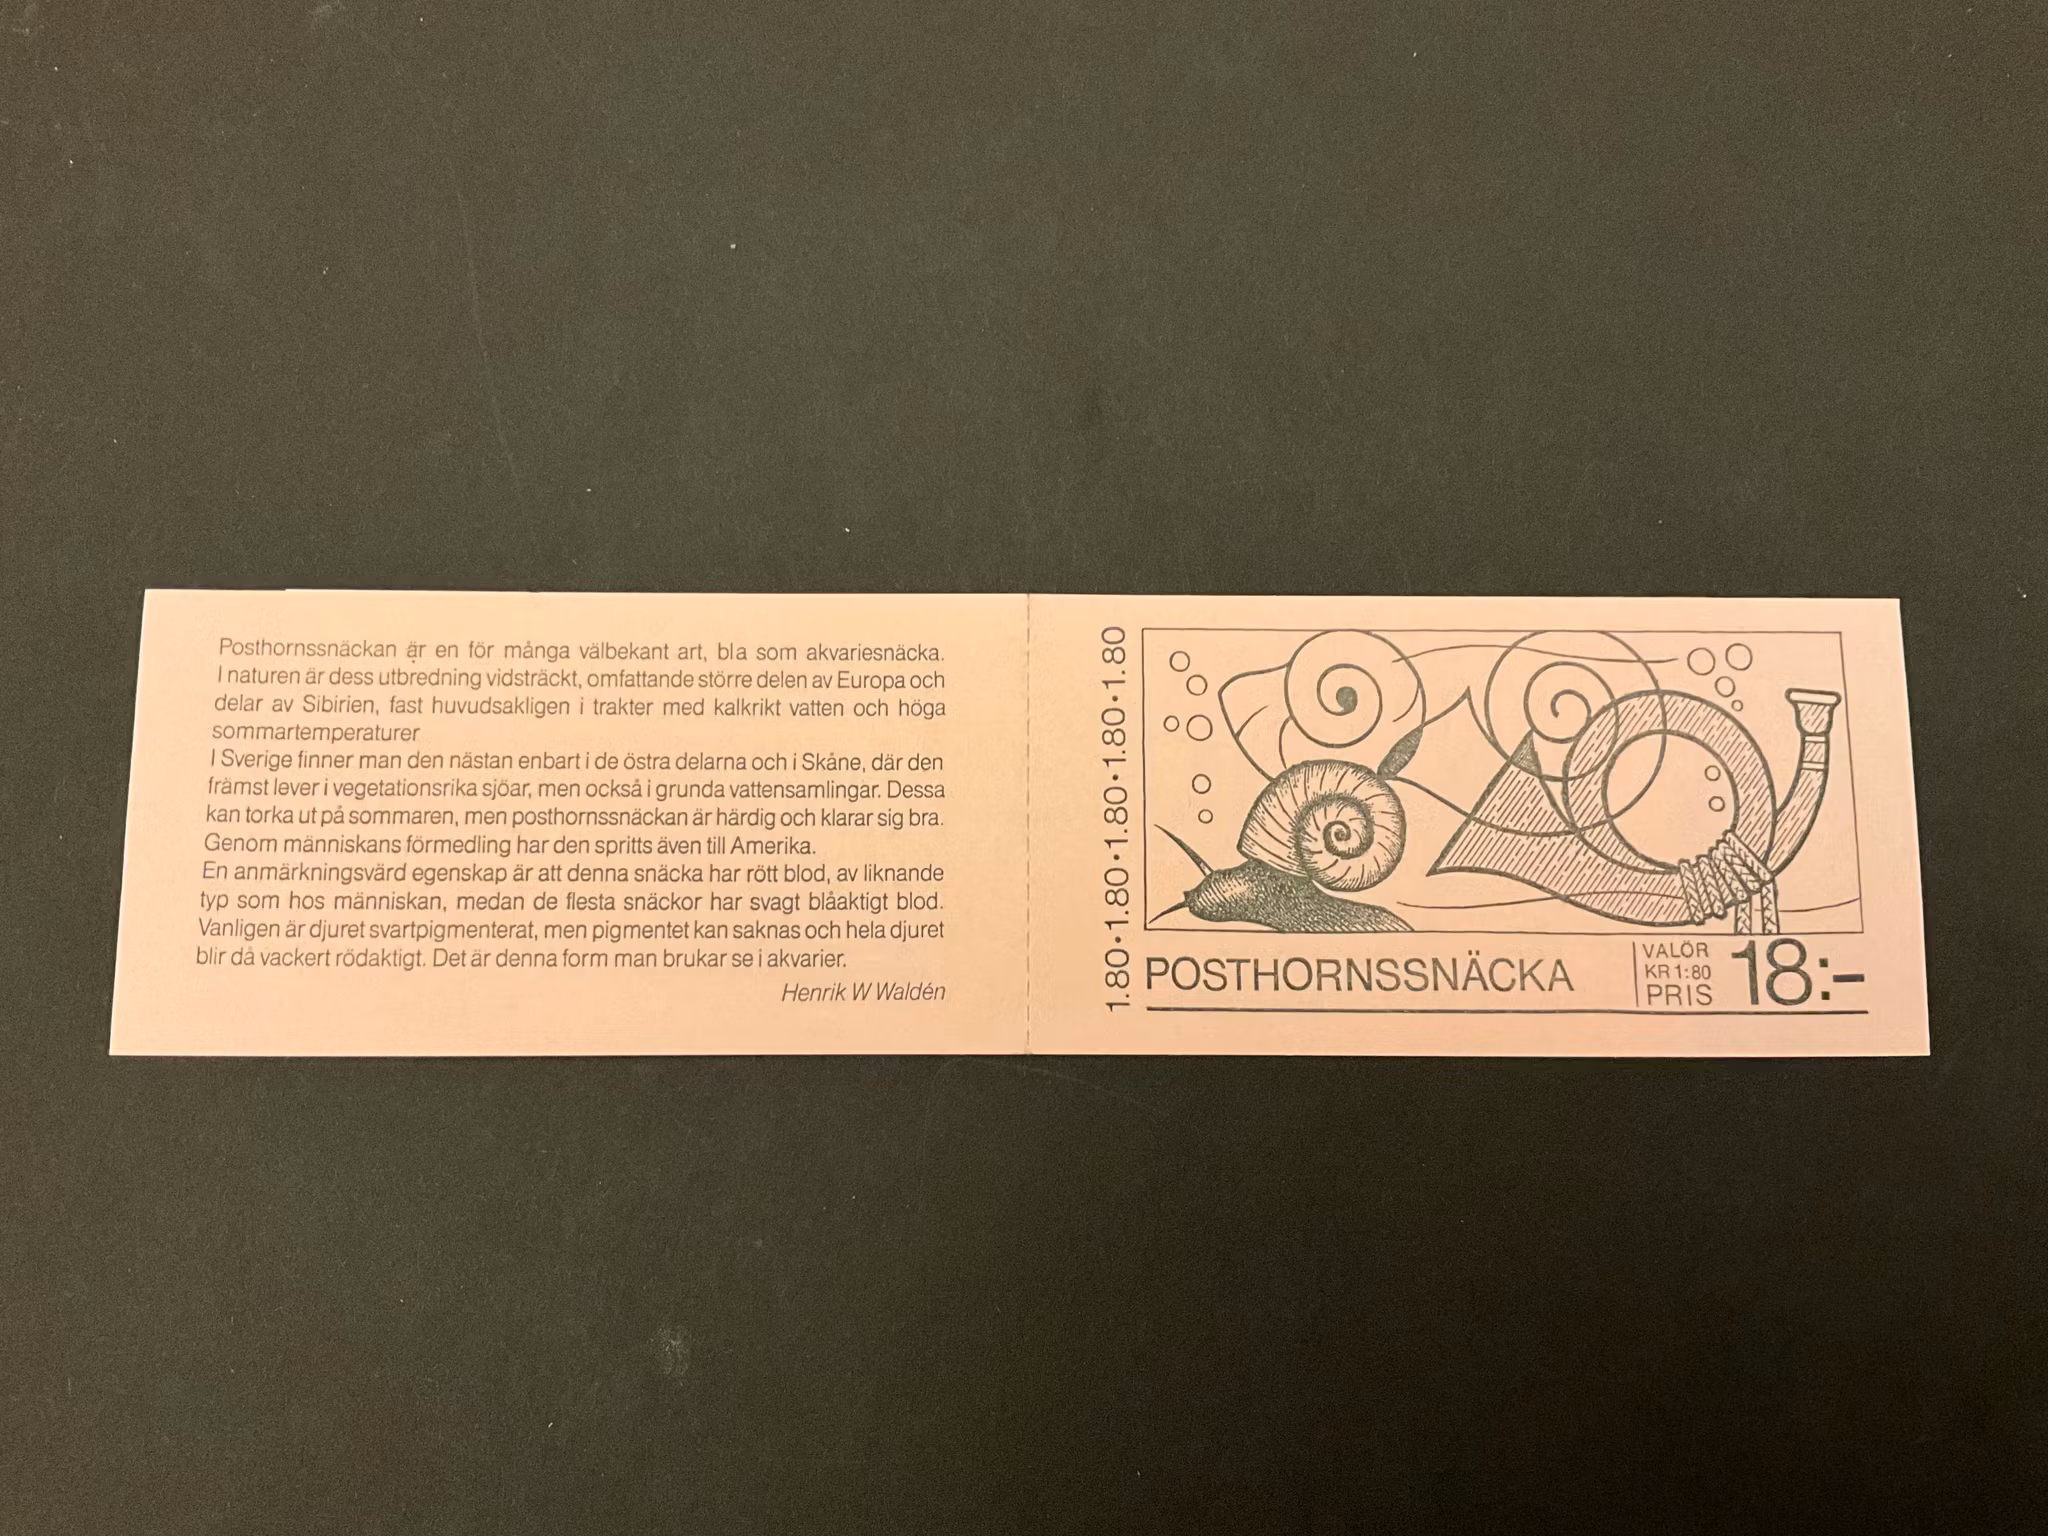 Posthornssnäckan är en för många välbekant art, bla som akvariesnäcka.
I naturen är dess utbredning vidsträckt, omfattande större delen av Europa och
delar av Sibirien, fast huvudsakligen i trakter med kalkrikt vatten och höga
sommartemperaturer
I Sverige finner man den nästan enbart i de östra delarna och i Skåne, där den
främst lever i vegetationsrika sjöar, men också i grunda vattensamlingar. Dessa
kan torka ut på sommaren, men posthornssnäckan är härdig och klarar sig bra.
Genom människans förmedling har den spritts även till Amerika.
En anmärkningsvärd egenskap är att denna snäcka har rött blod, av liknande
typ som hos människan, medan de flesta snäckor har svagt blåaktigt blod.
Vanligen är djuret svartpigmenterat, men pigmentet kan saknas och hela djuret
blir då vackert rödaktigt. Det är denna form man brukar se i akvarier.
Henrik W Waldén
1.80•1.80•1.80•1.80•1.80
POSTHORNSSNÄCKA
VALÖR
KR 1:80
PRIS
18:–